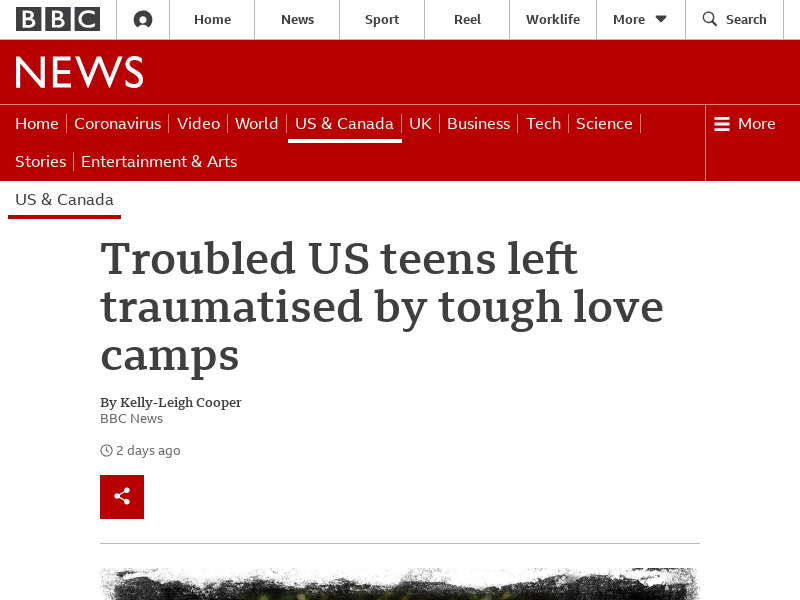 BBC Home News Sport Reel Worklife More Search
NEWS
Home Coronavirus Video World US & Canada UK Business Tech Science More
Stories Entertainment & Arts
US & Canada
Troubled US teens left
traumatised by tough love
camps
By Kelly-Leigh Cooper
BBC News
2 days ago